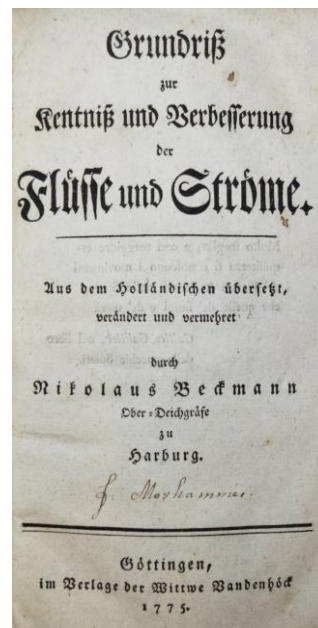 Grundriß
zur
Kentniß und Verbesserung
der
Flüsse und Ströme.
Aus dem Holländischen übersetzt,
verändert und vermehret
durch
Nikolaus Beckmann
Ober-Deichgräfe
zu
Harburg.
Göttingen,
im Verlage der Wittwe Vandenhöck
1775.